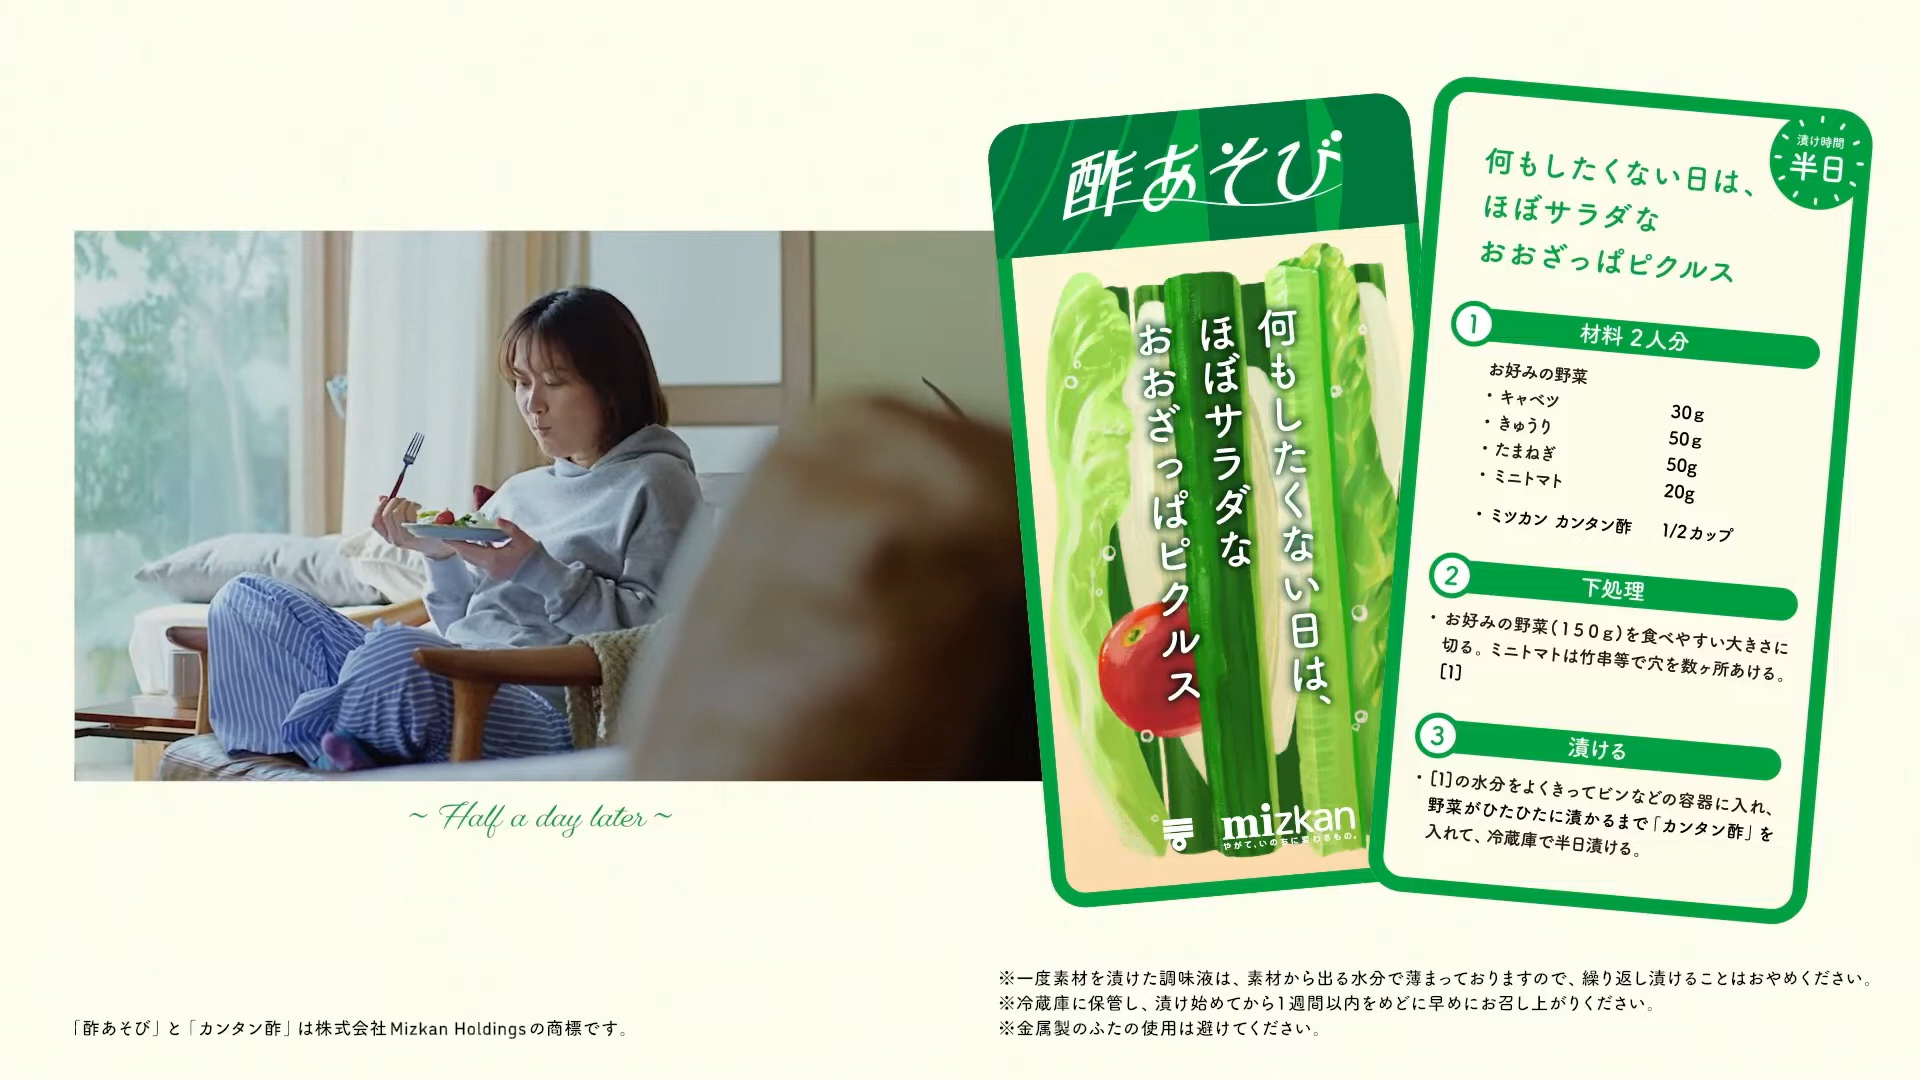 ~ Half a day later ~
「酢あそび」と「カンタン酢」は株式会社Mizkan Holdingsの商標です。
酢あそび
何もしたくない日は、
ほぼサラダな
おおざっぱピクルス
mizkan
やがて、いのちに変わるもの。
漬け時間
半日
何もしたくない日は、
ほぼサラダな
おおざっぱピクルス
1 材料 2人分
お好みの野菜
・キャベツ 30g
・きゅうり 50g
・たまねぎ 50g
・ミニトマト 20g
・ミツカン カンタン酢 1/2カップ
2 下処理
・お好みの野菜(150g)を食べやすい大きさに
切る。ミニトマトは竹串等で穴を数ヶ所あける。
[1]
3 漬ける
・[1]の水分をよくきってビンなどの容器に入れ、
野菜がひたひたに漬かるまで「カンタン酢」を
入れて、冷蔵庫で半日漬ける。
※一度素材を漬けた調味液は、素材から出る水分で薄まっておりますので、繰り返し漬けることはおやめください。
※冷蔵庫に保管し、漬け始めてから1週間以内をめどに早めにお召し上がりください。
※金属製のふたの使用は避けてください。